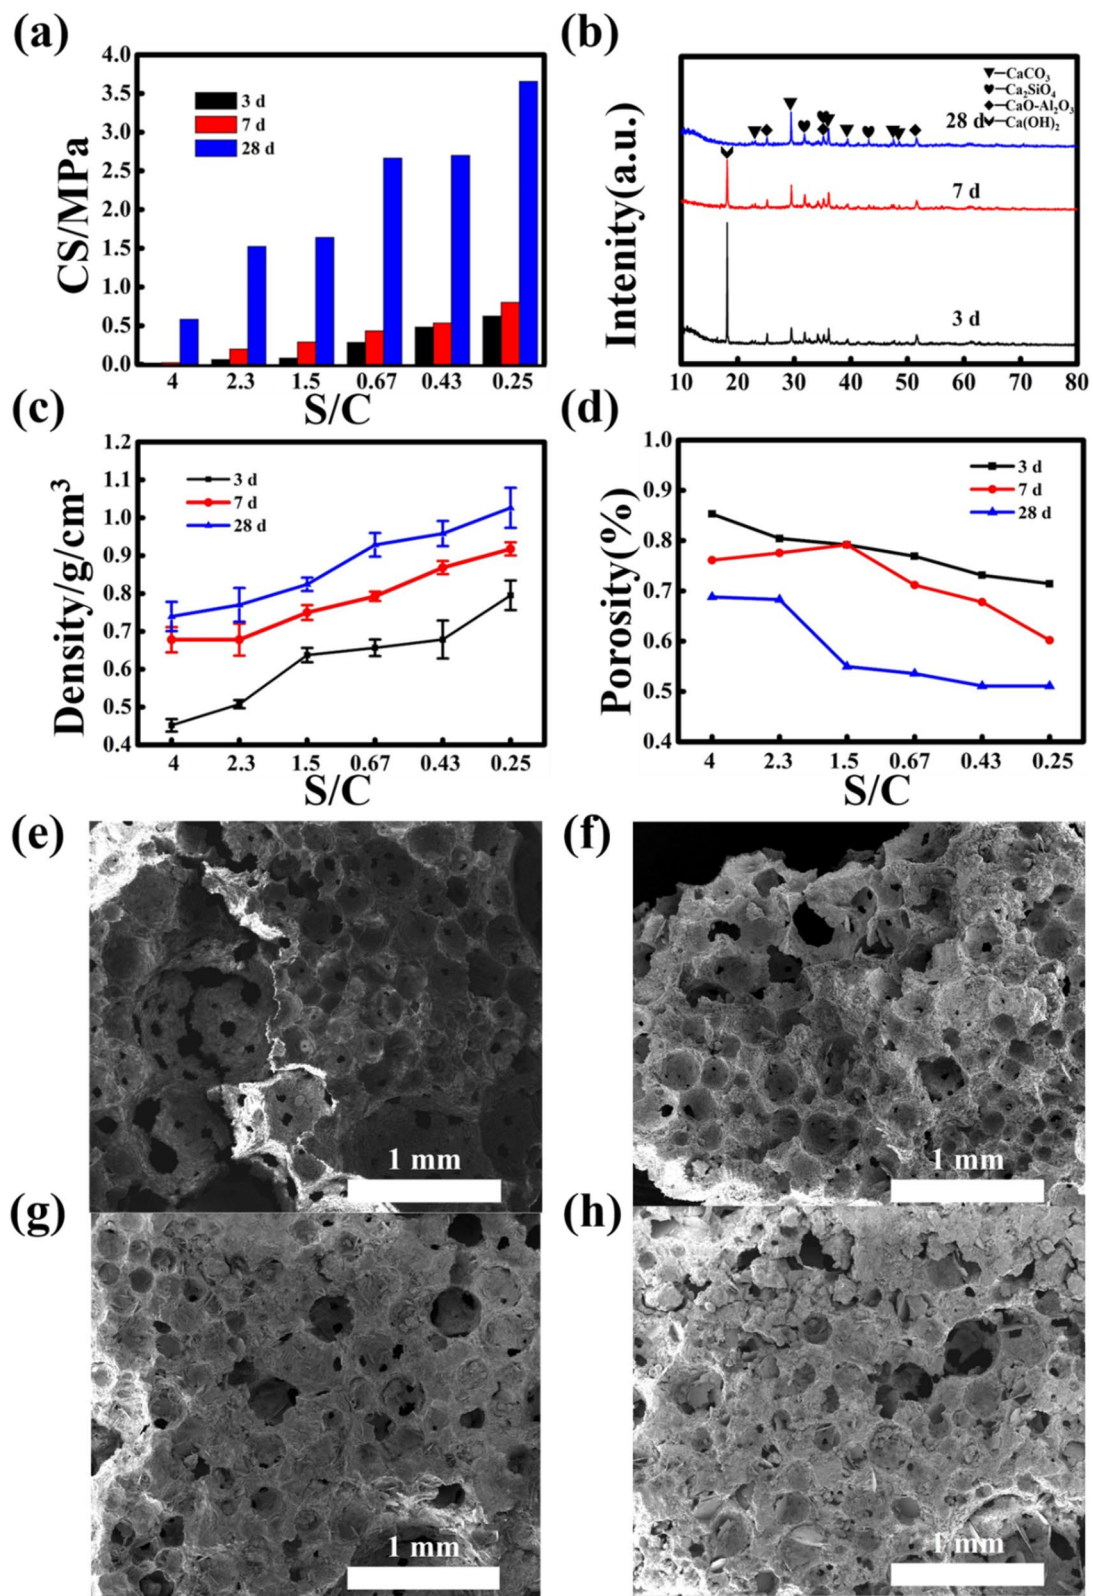 (a)
4.0
3.5
3.0
2.5
2.0
1.5
1.0
0.5
0.0
CS/MPa
3 d
7 d
28 d
4 2.3 1.5 0.67 0.43 0.25
S/C
(b)
Intenity(a.u.)
CaCO₃
Ca₂SiO₄
CaO-Al₂O₃
Ca(OH)₂
28 d
7 d
3 d
10 20 30 40 50 60 70 80
(c)
1.2
1.1
1.0
0.9
0.8
0.7
0.6
0.5
0.4
Density/g/cm³
3 d
7 d
28 d
4 2.3 1.5 0.67 0.43 0.25
S/C
(d)
1.0
0.9
0.8
0.7
0.6
0.5
0.4
Porosity(%)
3 d
7 d
28 d
4 2.3 1.5 0.67 0.43 0.25
S/C
(e)
1 mm
(f)
1 mm
(g)
1 mm
(h)
1 mm